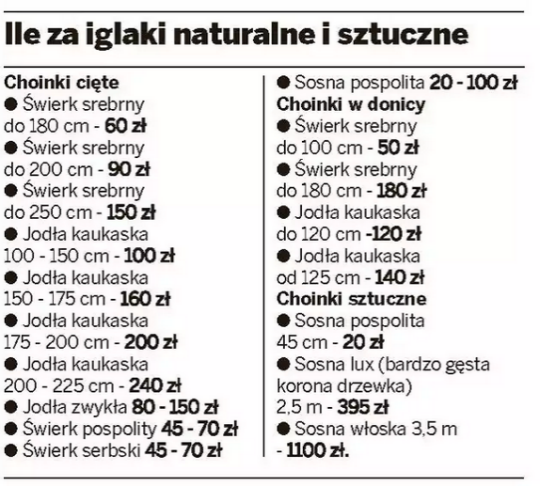 Ile za iglaki naturalne i sztuczne
Choinki cięte
● Świerk srebrny
do 180 cm - 60 zł
● Świerk srebrny
do 200 cm - 90 zł
● Świerk srebrny
do 250 cm - 150 zł
● Jodła kaukaska
100 - 150 cm - 100 zł
● Jodła kaukaska
150 - 175 cm - 160 zł
● Jodła kaukaska
175 - 200 cm - 200 zł
● Jodła kaukaska
200 - 225 cm - 240 zł
● Jodła zwykła 80 - 150 zł
● Świerk pospolity 45 - 70 zł
● Świerk serbski 45 - 70 zł
● Sosna pospolita 20 - 100 zł
Choinki w donicy
● Świerk srebrny
do 100 cm - 50 zł
● Świerk srebrny
do 180 cm - 180 zł
● Jodła kaukaska
do 120 cm -120 zł
● Jodła kaukaska
od 125 cm - 140 zł
Choinki sztuczne
● Sosna pospolita
45 cm - 20 zł
● Sosna lux (bardzo gęsta
korona drzewka)
2,5 m - 395 zł
● Sosna włoska 3,5 m
- 1100 zł.